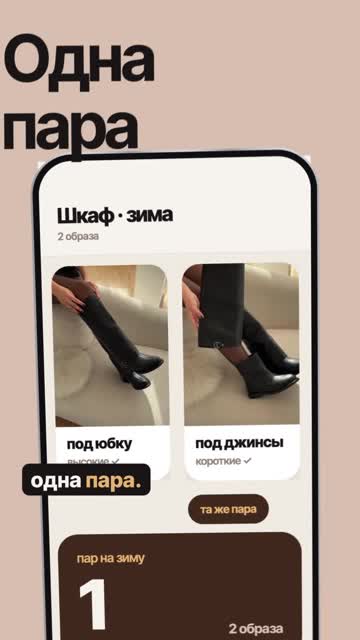 Одна
пара
Шкаф · зима
2 образа
под юбку
высокие ✓
под джинсы
короткие ✓
одна пара.
та же пара
пар на зиму
1
2 образа